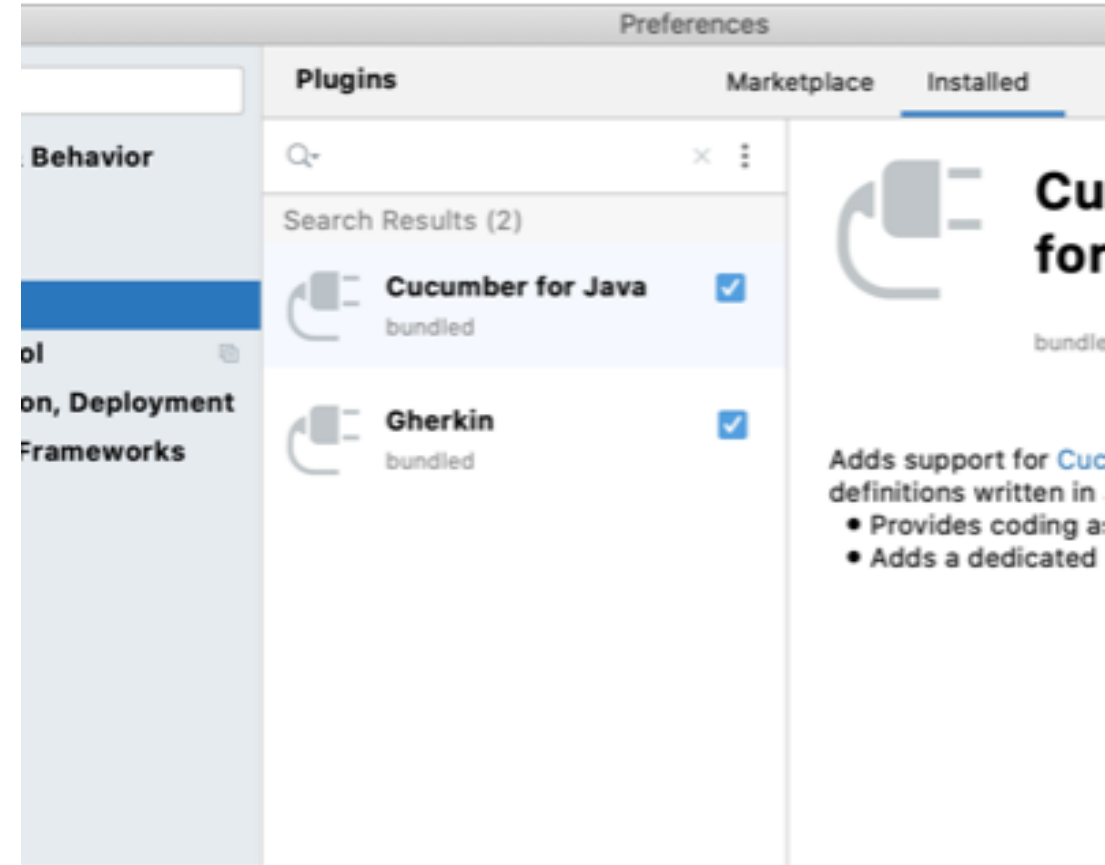 Preferences
Behavior
ol
on, Deployment
Frameworks
Plugins
Marketplace
Installed
Search Results (2)
Cucumber for Java
bundled
Gherkin
bundled
Cu
for
bundle
Adds support for Cuc
definitions written in
• Provides coding as
• Adds a dedicated